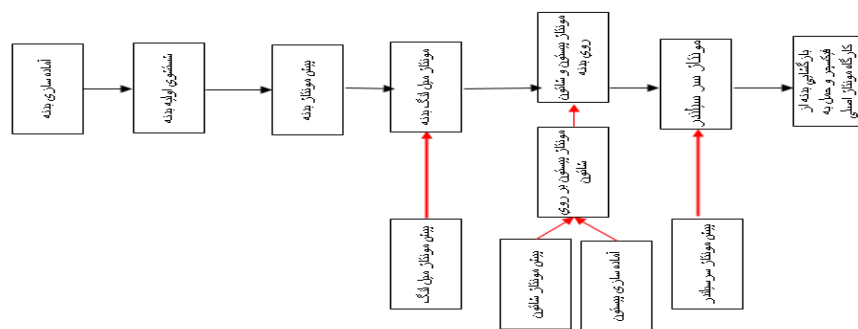 آماده سازی بدنه
شستشوی اولیه بدنه
پیش مونتاژ بدنه
مونتاژ میل لنگ بدنه
مونتاژ پیستون و شاتون
روی بدنه
مونتاژ سر سیلندر
بازگشایی بدنه از
فیکسچر و حمل به
کارگاه مونتاژ اصلی
مونتاژ پیستون بر روی
شاتون
پیش مونتاژ میل لنگ
پیش مونتاژ شاتون
آماده سازی پیستون
پیش مونتاژ سرسیلندر